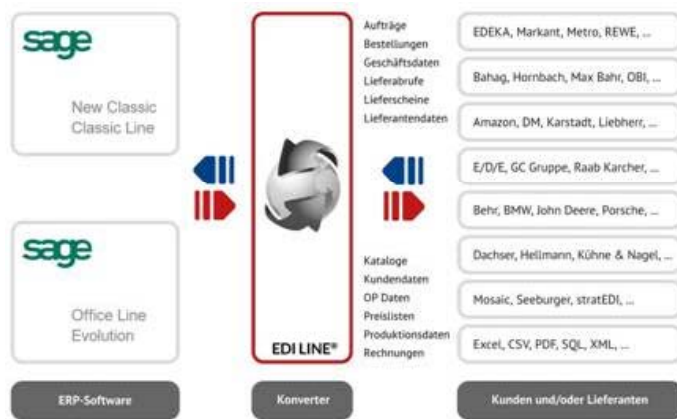 sage
New Classic
Classic Line
sage
Office Line
Evolution
ERP-Software
EDI LINE®
Konverter
Aufträge
Bestellungen
Geschäftsdaten
Lieferabrufe
Lieferscheine
Lieferantendaten
Kataloge
Kundendaten
OP Daten
Preislisten
Produktionsdaten
Rechnungen
EDEKA, Markant, Metro, REWE, ...
Bahag, Hornbach, Max Bahr, OBI, ...
Amazon, DM, Karstadt, Liebherr, ...
E/D/E, GC Gruppe, Raab Karcher, ...
Behr, BMW, John Deere, Porsche, ...
Dachser, Hellmann, Kühne & Nagel, ...
Mosaic, Seeburger, stratEDI, ...
Excel, CSV, PDF, SQL, XML, ...
Kunden und/oder Lieferanten